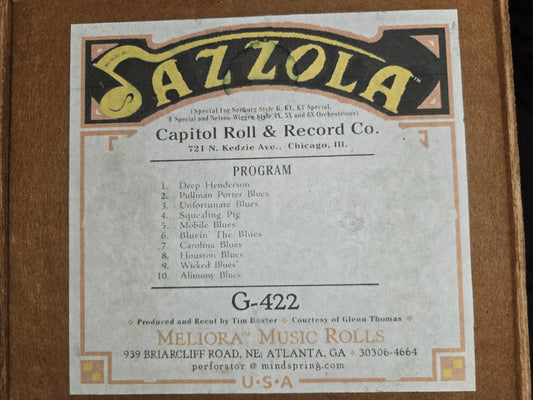 JAZZOLA™
(Special For Seeburg Style G, KT, KT Special,
E Special and Nelson-Wiggen Style 4X, 5X and 6X Orchestrions)
Capitol Roll & Record Co.
721 N. Kedzie Ave., Chicago, Ill.
PROGRAM
1. Deep Henderson
2. Pullman Porter Blues
3. Unfortunate Blues
4. Squealing Pig
5. Mobile Blues
6. Bluein' The Blues
7. Carolina Blues
8. Houston Blues
9. Wicked Blues
10. Alimony Blues
G-422
Produced and Recut by Tim Baxter Courtesy of Glenn Thomas
MELIORA™ MUSIC ROLLS
939 BRIARCLIFF ROAD, NE; ATLANTA, GA 30306-4664
perforator @ mindspring.com
U·S·A